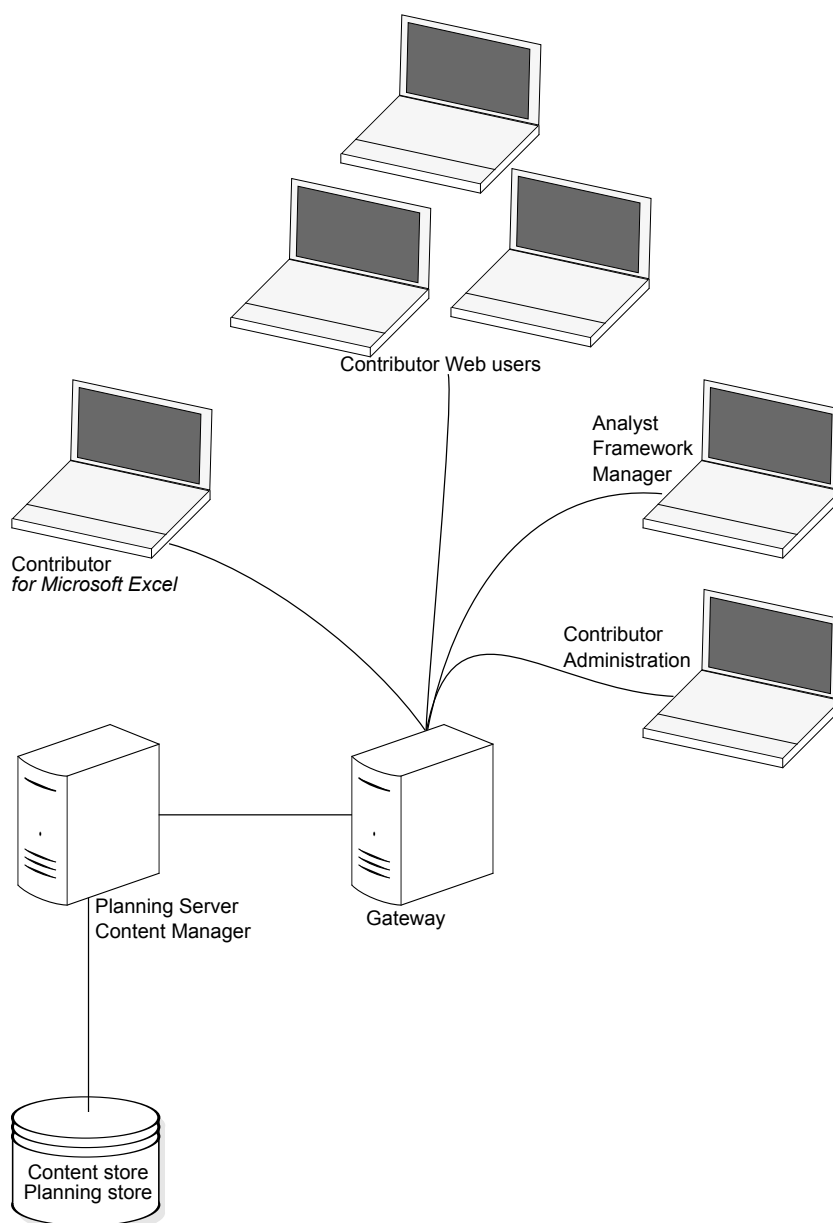 Contributor Web users
Analyst
Framework
Manager
Contributor
for Microsoft Excel
Contributor
Administration
Planning Server
Content Manager
Gateway
Content store
Planning store